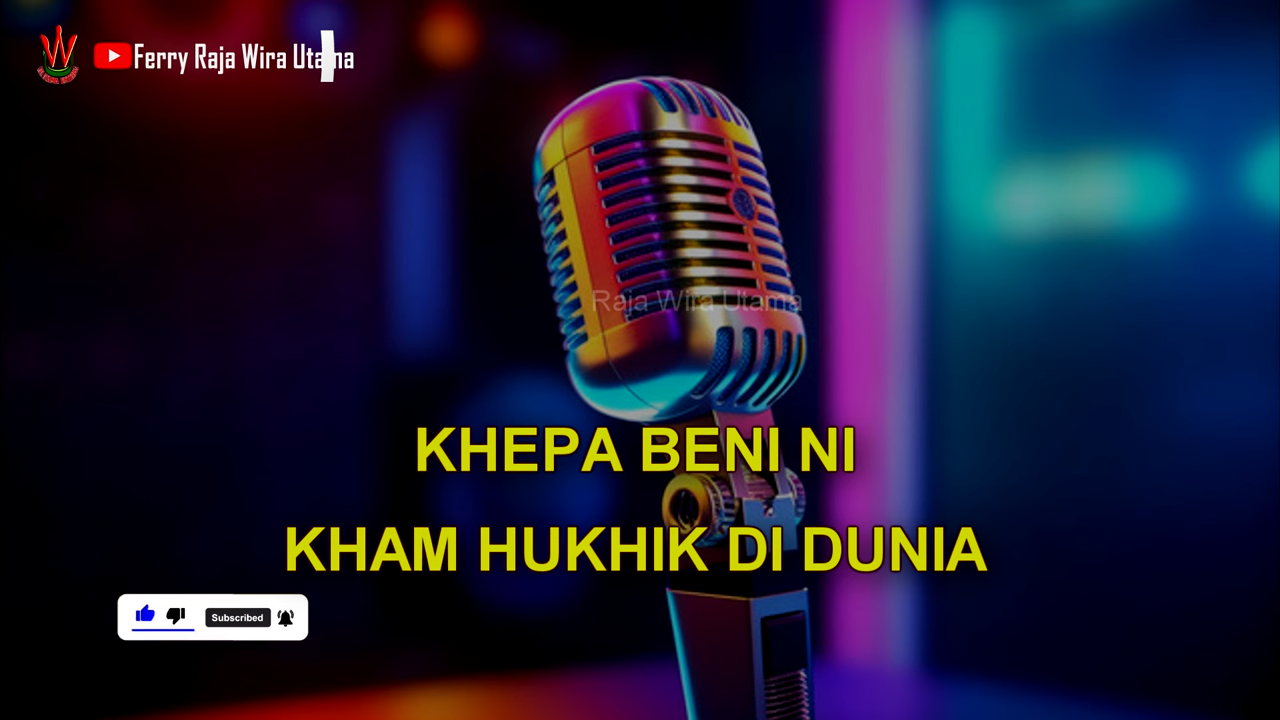 Ferry Raja Wira Utama
Raja Wira Utama
KHEPA BENI NI
KHAM HUKHIK DI DUNIA
Subscribed